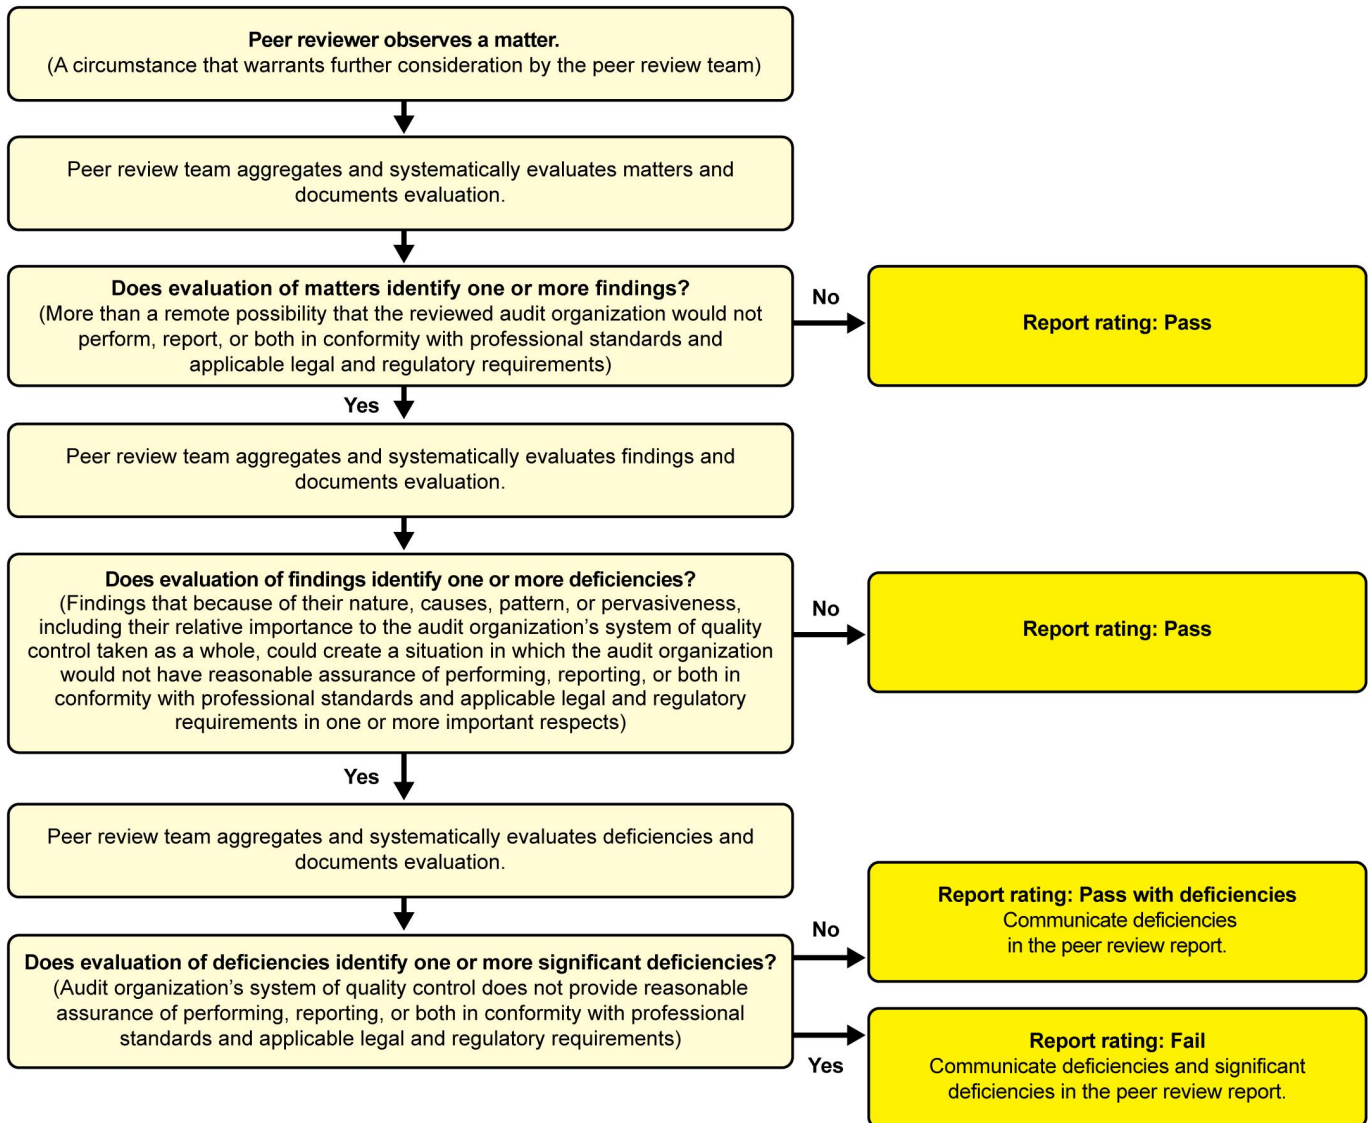 Peer reviewer observes a matter.
(A circumstance that warrants further consideration by the peer review team)
Peer review team aggregates and systematically evaluates matters and
documents evaluation.
Does evaluation of matters identify one or more findings?
(More than a remote possibility that the reviewed audit organization would not
perform, report, or both in conformity with professional standards and
applicable legal and regulatory requirements)
No
Report rating: Pass
Yes
Peer review team aggregates and systematically evaluates findings and
documents evaluation.
Does evaluation of findings identify one or more deficiencies?
(Findings that because of their nature, causes, pattern, or pervasiveness,
including their relative importance to the audit organization’s system of quality
control taken as a whole, could create a situation in which the audit organization
would not have reasonable assurance of performing, reporting, or both in
conformity with professional standards and applicable legal and regulatory
requirements in one or more important respects)
No
Report rating: Pass
Yes
Peer review team aggregates and systematically evaluates deficiencies and
documents evaluation.
Does evaluation of deficiencies identify one or more significant deficiencies?
(Audit organization’s system of quality control does not provide reasonable
assurance of performing, reporting, or both in conformity with professional
standards and applicable legal and regulatory requirements)
No
Report rating: Pass with deficiencies
Communicate deficiencies
in the peer review report.
Yes
Report rating: Fail
Communicate deficiencies and significant
deficiencies in the peer review report.